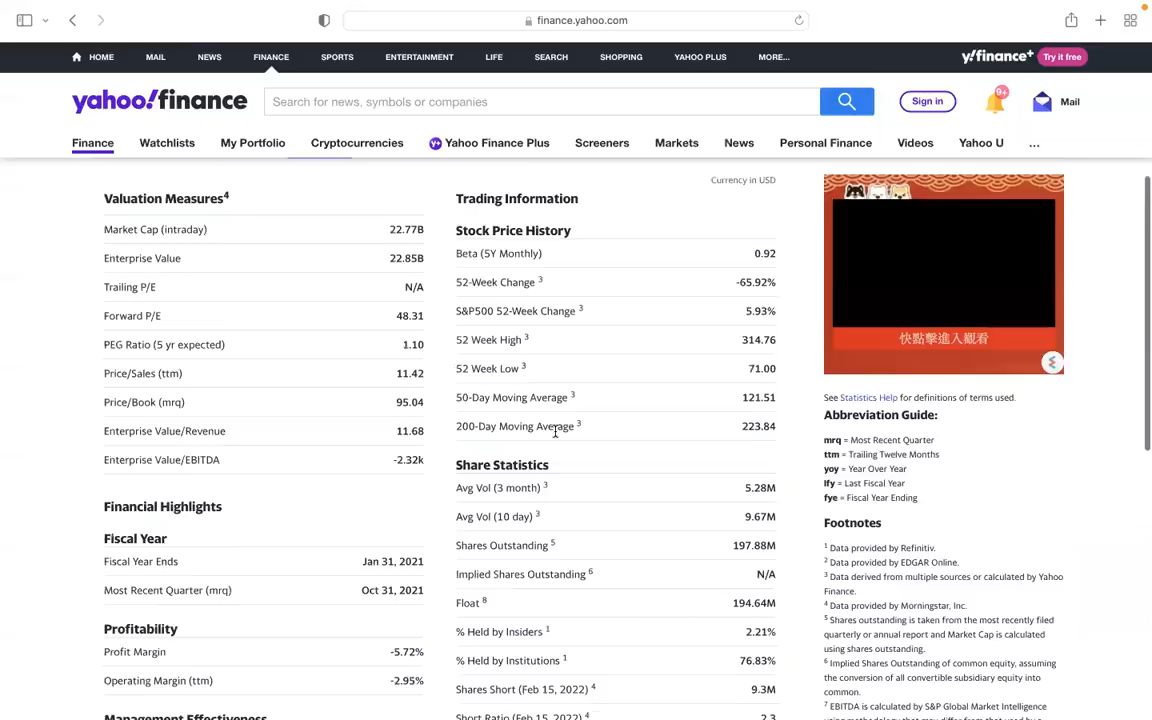 finance.yahoo.com
HOME MAIL NEWS FINANCE SPORTS ENTERTAINMENT LIFE SEARCH SHOPPING YAHOO PLUS MORE... y!finance+ Try it free
yahoo!finance Search for news, symbols or companies Sign in 9+ Mail
Finance Watchlists My Portfolio Cryptocurrencies Y+ Yahoo Finance Plus Screeners Markets News Personal Finance Videos Yahoo U ...
Currency in USD
Valuation Measures4
Market Cap (intraday) 22.77B
Enterprise Value 22.85B
Trailing P/E N/A
Forward P/E 48.31
PEG Ratio (5 yr expected) 1.10
Price/Sales (ttm) 11.42
Price/Book (mrq) 95.04
Enterprise Value/Revenue 11.68
Enterprise Value/EBITDA -2.32k
Financial Highlights
Fiscal Year
Fiscal Year Ends Jan 31, 2021
Most Recent Quarter (mrq) Oct 31, 2021
Profitability
Profit Margin -5.72%
Operating Margin (ttm) -2.95%
Management Effectiveness
Trading Information
Stock Price History
Beta (5Y Monthly) 0.92
52-Week Change 3 -65.92%
S&P500 52-Week Change 3 5.93%
52 Week High 3 314.76
52 Week Low 3 71.00
50-Day Moving Average 3 121.51
200-Day Moving Average 3 223.84
Share Statistics
Avg Vol (3 month) 3 5.28M
Avg Vol (10 day) 3 9.67M
Shares Outstanding 5 197.88M
Implied Shares Outstanding 6 N/A
Float 8 194.64M
% Held by Insiders 1 2.21%
% Held by Institutions 1 76.83%
Shares Short (Feb 15, 2022) 4 9.3M
Short Ratio (Feb 15, 2022) 4 2.3
快點擊進入觀看
See Statistics Help for definitions of terms used.
Abbreviation Guide:
mrq = Most Recent Quarter
ttm = Trailing Twelve Months
yoy = Year Over Year
lfy = Last Fiscal Year
fye = Fiscal Year Ending
Footnotes
1 Data provided by Refinitiv.
2 Data provided by EDGAR Online.
3 Data derived from multiple sources or calculated by Yahoo
Finance.
4 Data provided by Morningstar, Inc.
5 Shares outstanding is taken from the most recently filed
quarterly or annual report and Market Cap is calculated
using shares outstanding.
6 Implied Shares Outstanding of common equity, assuming
the conversion of all convertible subsidiary equity into
common.
7 EBITDA is calculated by S&P Global Market Intelligence